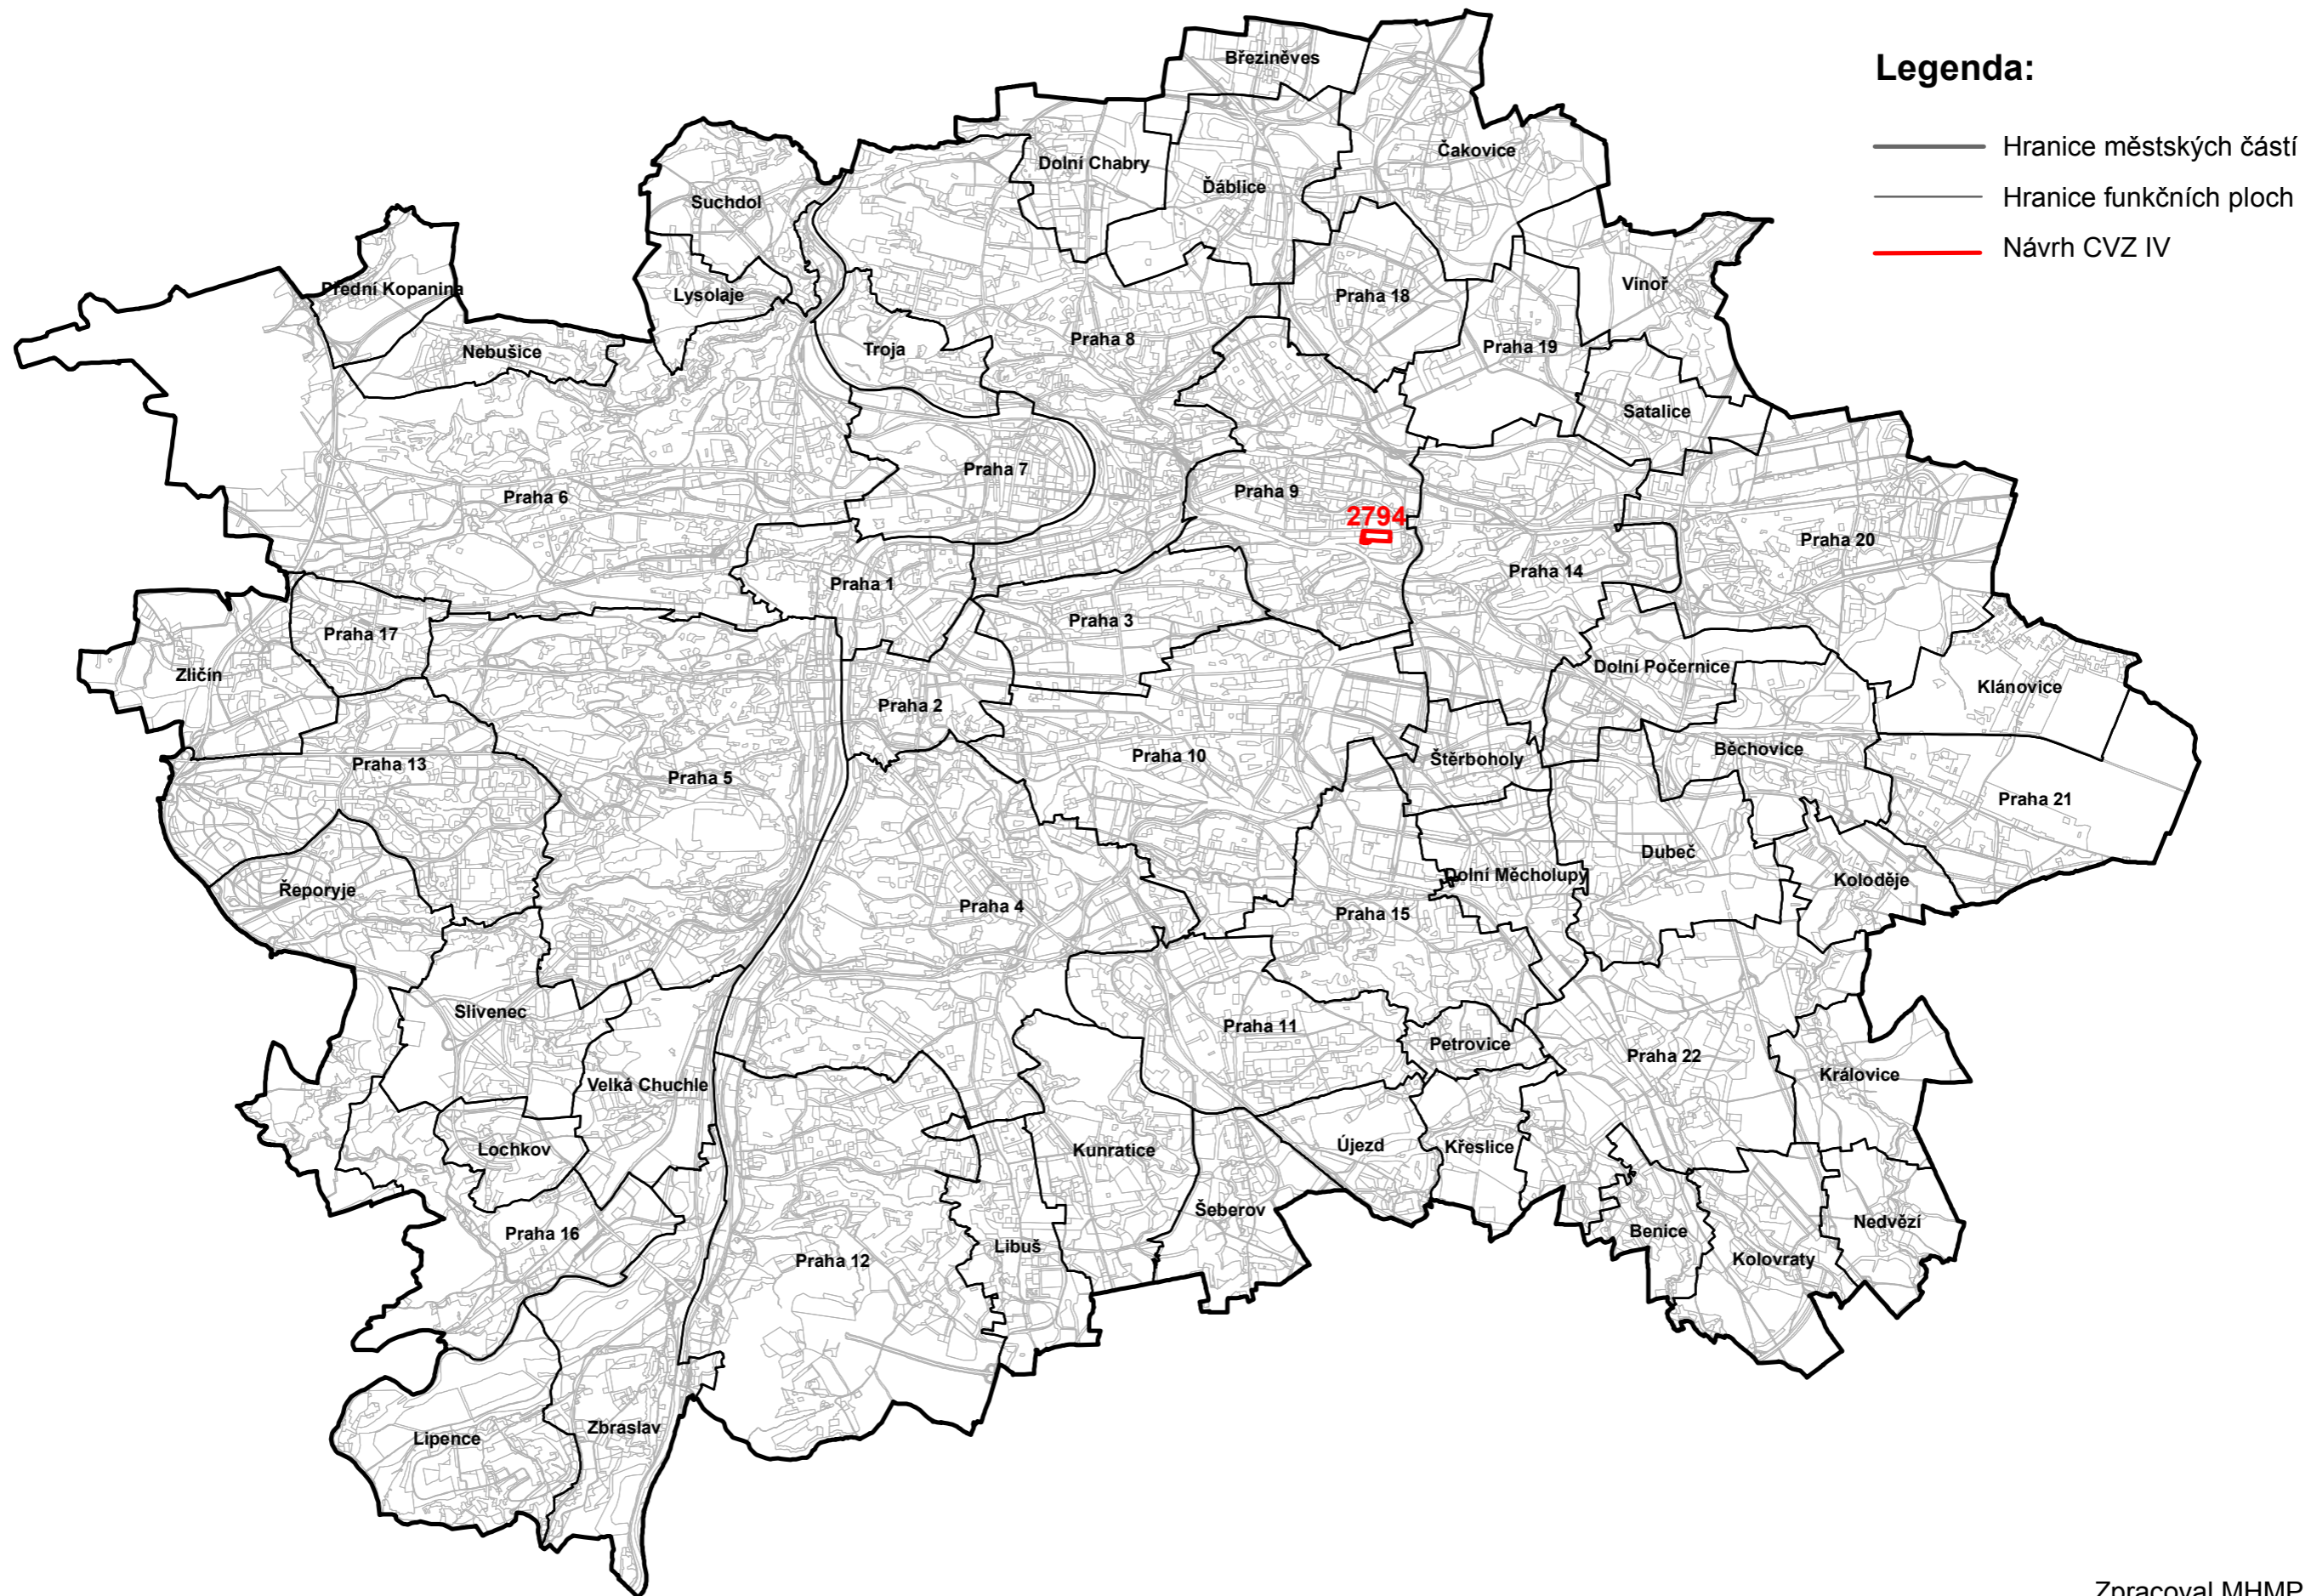 Legenda:
Hranice městských částí
Hranice funkčních ploch
Návrh CVZ IV
Březiněves
Čakovice
Dolní Chabry
Ďáblice
Suchdol
Vinoř
Přední Kopanina
Lysolaje
Praha 18
Praha 8
Praha 19
Troja
Nebušice
Satalice
Praha 7
Praha 6
Praha 9
2794
Praha 20
Praha 14
Praha 1
Praha 3
Praha 17
Dolní Počernice
Zličín
Klánovice
Praha 2
Běchovice
Praha 10
Štěrboholy
Praha 13
Praha 5
Praha 21
Dubeč
Dolní Měcholupy
Koloděje
Řeporyje
Praha 4
Praha 15
Slivenec
Praha 11
Petrovice
Praha 22
Královice
Velká Chuchle
Lochkov
Kunratice
Újezd
Křeslice
Šeberov
Praha 16
Libuš
Benice
Nedvězí
Praha 12
Kolovraty
Zbraslav
Lipence
Zpracoval MHMP